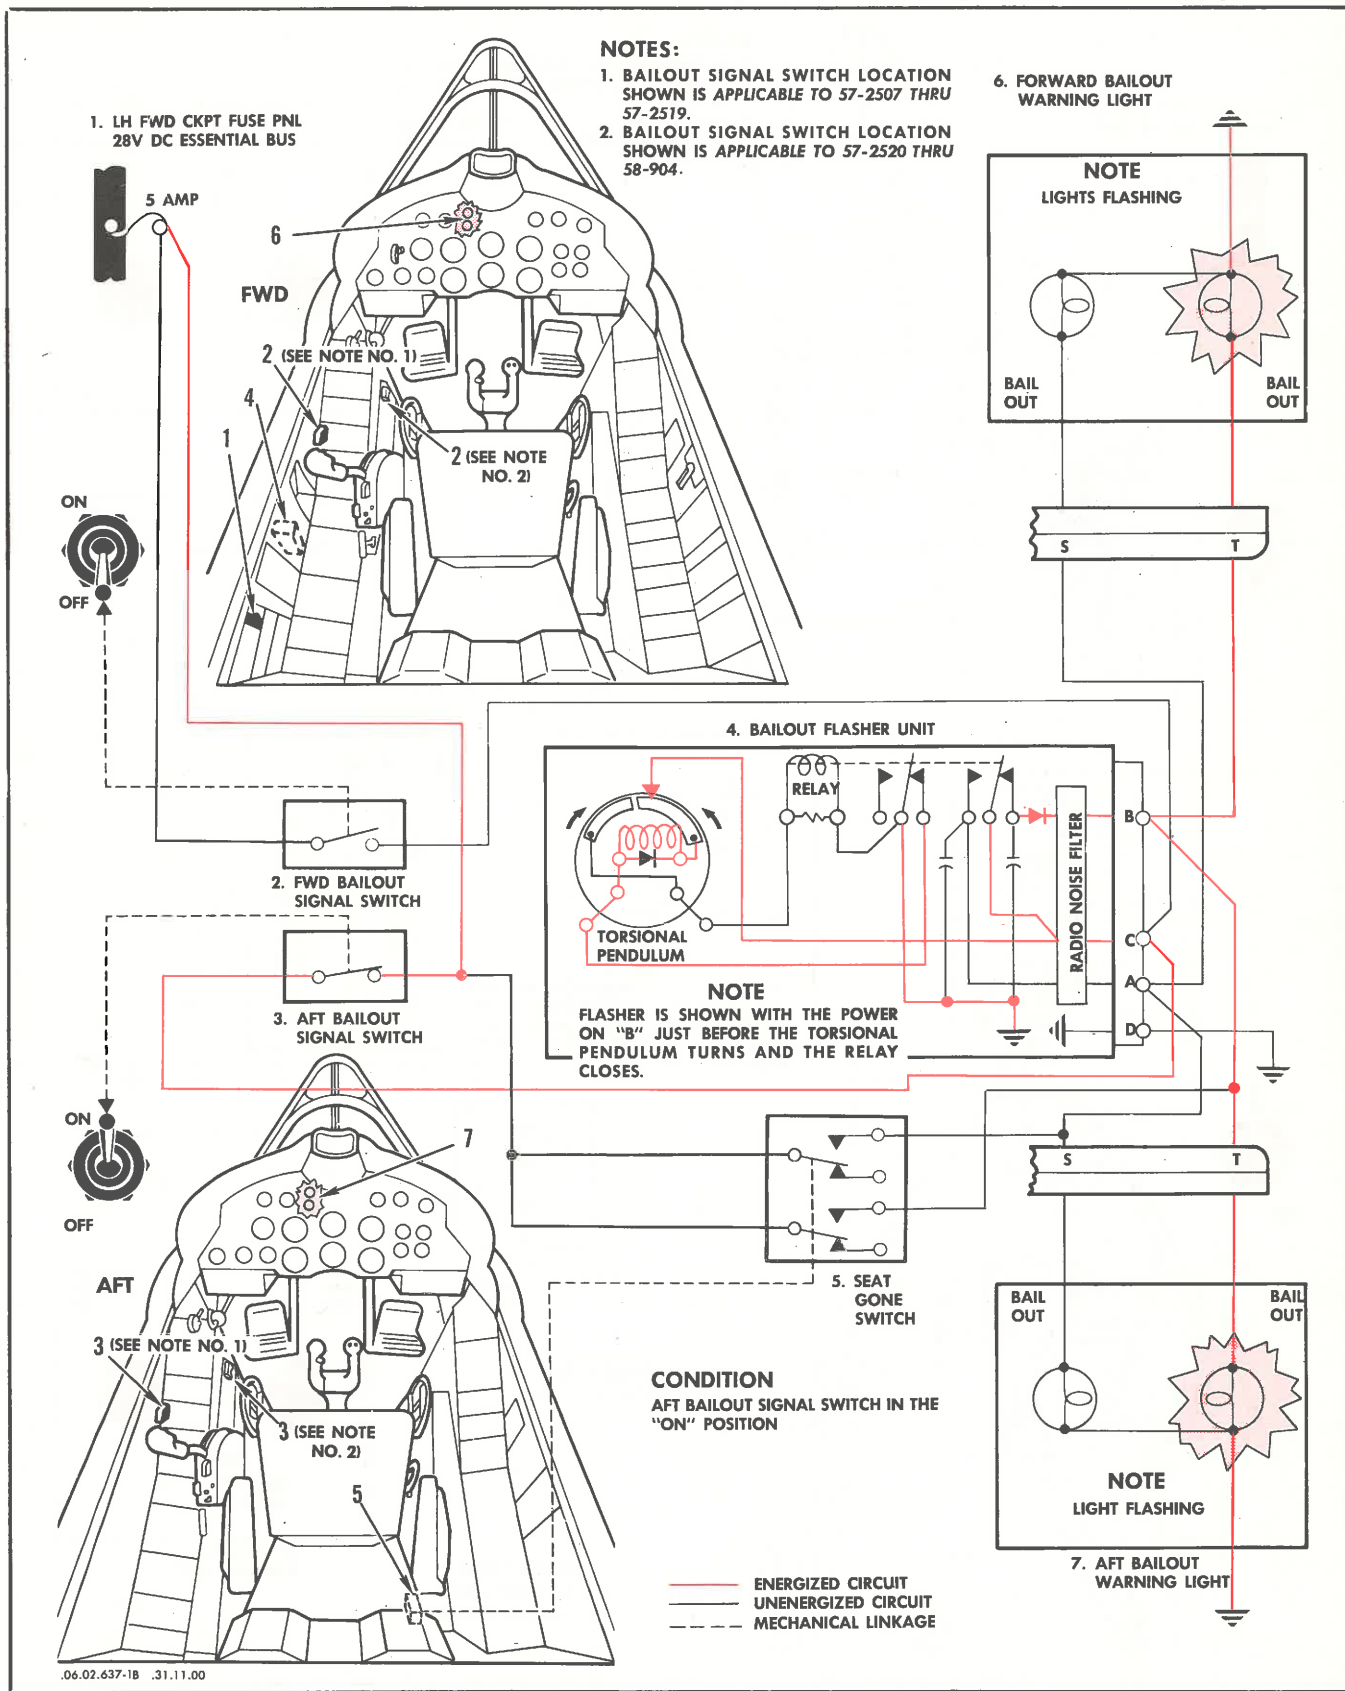 NOTES:
1. BAILOUT SIGNAL SWITCH LOCATION
SHOWN IS APPLICABLE TO 57-2507 THRU
57-2519.
2. BAILOUT SIGNAL SWITCH LOCATION
SHOWN IS APPLICABLE TO 57-2520 THRU
58-904.
1. LH FWD CKPT FUSE PNL
28V DC ESSENTIAL BUS
5 AMP
6. FORWARD BAILOUT
WARNING LIGHT
NOTE
LIGHTS FLASHING
BAIL
OUT
BAIL
OUT
S
T
6
FWD
2 (SEE NOTE NO. 1)
4
1
2 (SEE NOTE
NO. 2)
ON
OFF
2. FWD BAILOUT
SIGNAL SWITCH
3. AFT BAILOUT
SIGNAL SWITCH
ON
OFF
4. BAILOUT FLASHER UNIT
RELAY
TORSIONAL
PENDULUM
RADIO NOISE FILTER
B
C
A
D
NOTE
FLASHER IS SHOWN WITH THE POWER
ON "B" JUST BEFORE THE TORSIONAL
PENDULUM TURNS AND THE RELAY
CLOSES.
7
AFT
3 (SEE NOTE NO. 1)
3 (SEE NOTE
NO. 2)
5
5. SEAT
GONE
SWITCH
S
T
BAIL
OUT
BAIL
OUT
NOTE
LIGHT FLASHING
7. AFT BAILOUT
WARNING LIGHT
CONDITION
AFT BAILOUT SIGNAL SWITCH IN THE
"ON" POSITION
ENERGIZED CIRCUIT
UNENERGIZED CIRCUIT
MECHANICAL LINKAGE
.06.02.637-1B .31.11.00